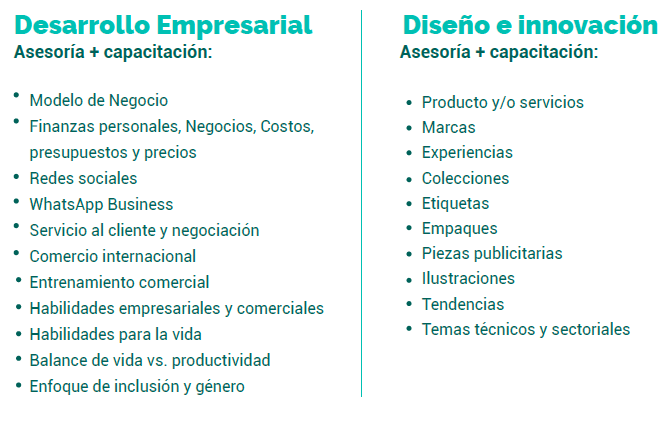 Desarrollo Empresarial
Asesoría + capacitación:
• Modelo de Negocio
• Finanzas personales, Negocios, Costos,
presupuestos y precios
• Redes sociales
• WhatsApp Business
• Servicio al cliente y negociación
• Comercio internacional
• Entrenamiento comercial
• Habilidades empresariales y comerciales
• Habilidades para la vida
• Balance de vida vs. productividad
• Enfoque de inclusión y género
Diseño e innovación
Asesoría + capacitación:
• Producto y/o servicios
• Marcas
• Experiencias
• Colecciones
• Etiquetas
• Empaques
• Piezas publicitarias
• Ilustraciones
• Tendencias
• Temas técnicos y sectoriales